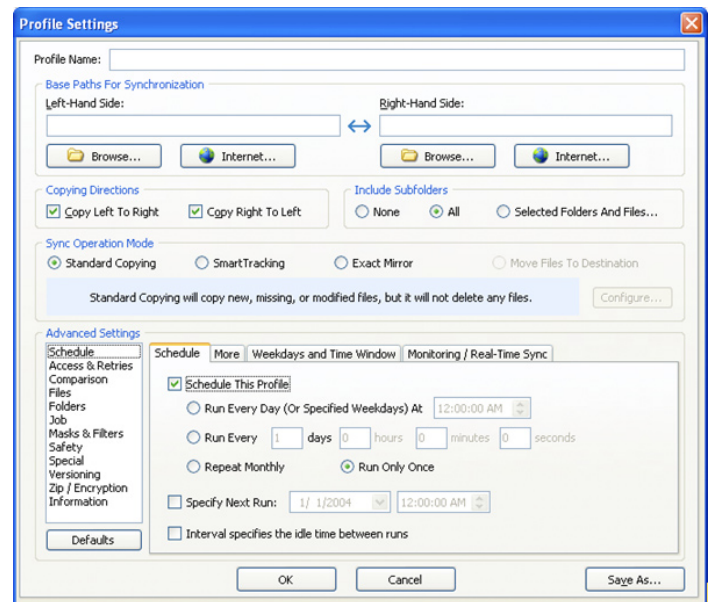 Profile Settings
Profile Name:
Base Paths For Synchronization
Left-Hand Side:
Right-Hand Side:
Browse...
Internet...
Browse...
Internet...
Copying Directions
Include Subfolders
Copy Left To Right
Copy Right To Left
None
All
Selected Folders And Files...
Sync Operation Mode
Standard Copying
SmartTracking
Exact Mirror
Move Files To Destination
Standard Copying will copy new, missing, or modified files, but it will not delete any files.
Configure...
Advanced Settings
Schedule
Access & Retries
Comparison
Files
Folders
Job
Masks & Filters
Safety
Special
Versioning
Zip / Encryption
Information
Defaults
Schedule
More
Weekdays and Time Window
Monitoring / Real-Time Sync
Schedule This Profile
Run Every Day (Or Specified Weekdays) At 12:00:00 AM
Run Every 1 days 0 hours 0 minutes 0 seconds
Repeat Monthly
Run Only Once
Specify Next Run: 1/ 1/2004 12:00:00 AM
Interval specifies the idle time between runs
OK
Cancel
Save As...